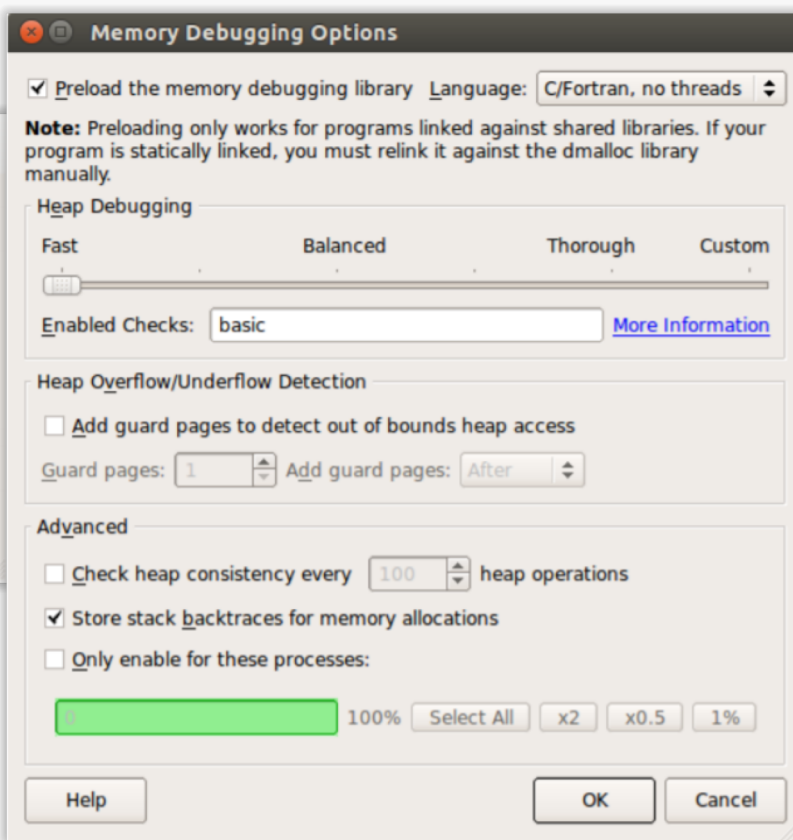 Memory Debugging Options
Preload the memory debugging library Language: C/Fortran, no threads
Note: Preloading only works for programs linked against shared libraries. If your
program is statically linked, you must relink it against the dmalloc library
manually.
Heap Debugging
Fast Balanced Thorough Custom
Enabled Checks: basic More Information
Heap Overflow/Underflow Detection
Add guard pages to detect out of bounds heap access
Guard pages: 1 Add guard pages: After
Advanced
Check heap consistency every 100 heap operations
Store stack backtraces for memory allocations
Only enable for these processes:
0 100% Select All x2 x0.5 1%
Help OK Cancel